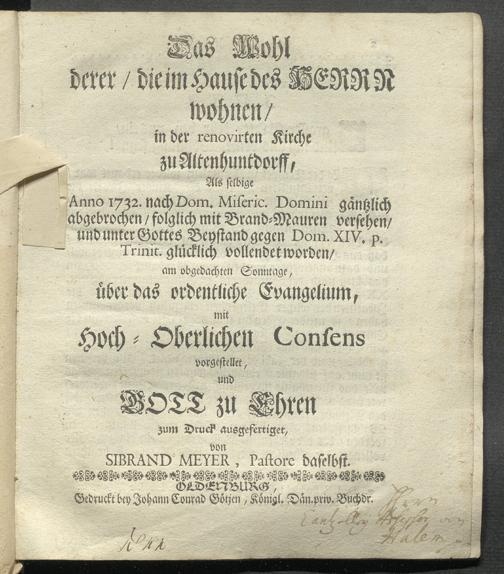 Das Wohl
derer / die im Hause des HERRN
wohnen /
in der renovirten Kirche
zu Altenhuntdorff,
Als selbige
Anno 1732. nach Dom. Miseric. Domini gäntzlich
abgebrochen / folglich mit Brand-Mauren versehen /
und unter Gottes Beystand gegen Dom. XIV. p.
Trinit. glücklich vollendet worden /
am obgedachten Sonntage,
über das ordentliche Evangelium,
mit
Hoch-Oberlichen Consens
vorgestellet,
und
GOTT zu Ehren
zum Druck ausgefertiget,
von
SIBRAND MEYER, Pastore daselbst.
OLDENBURG,
Gedruckt bey Johann Conrad Götjen, Königl. Dän. priv. Buchdr.
von
Halem